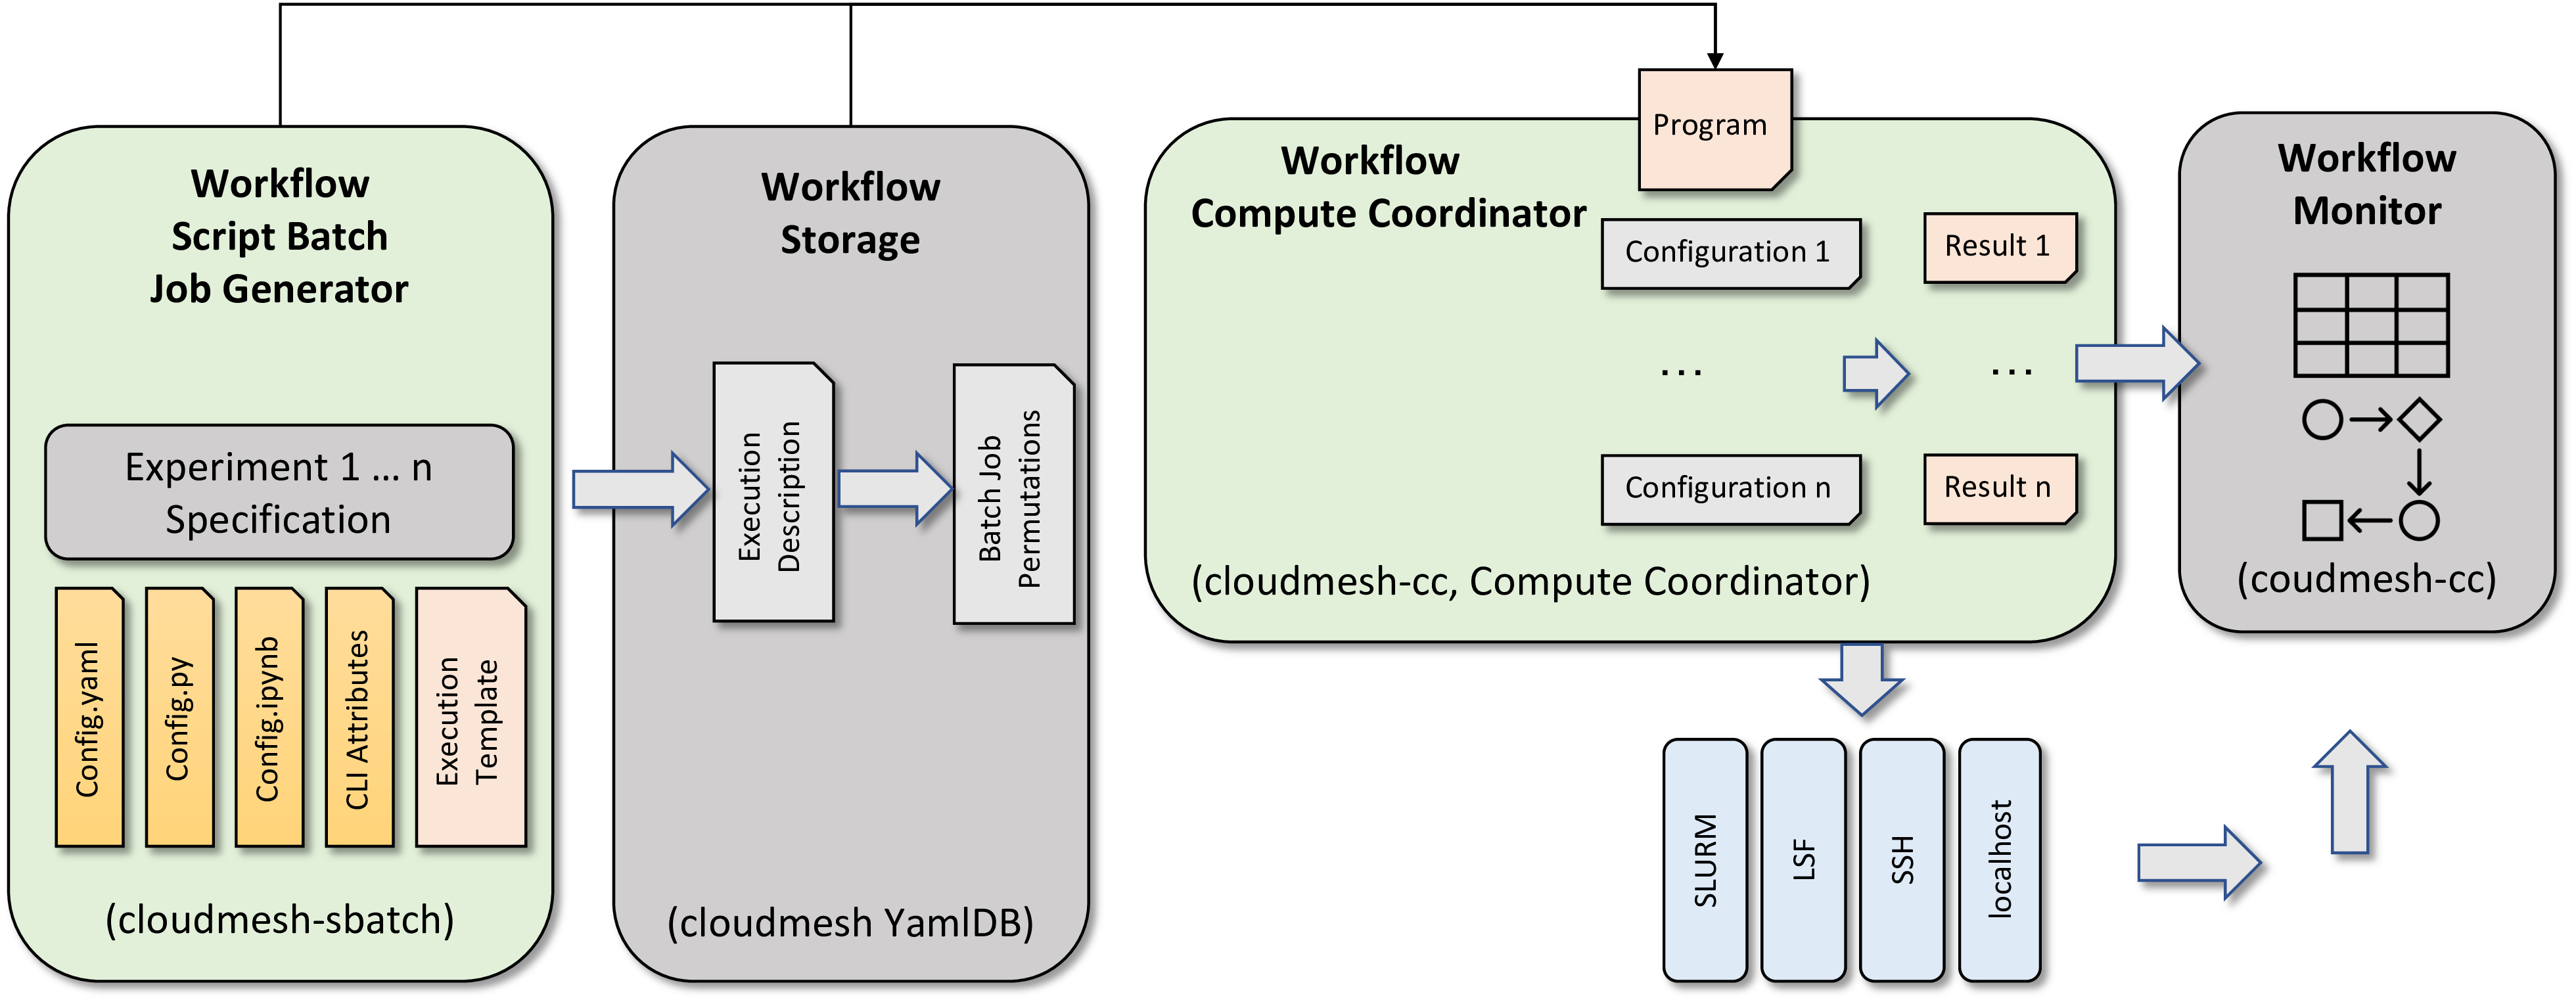 Workflow
Script Batch
Job Generator
Experiment 1 ... n
Specification
Config.yaml
Config.py
Config.ipynb
CLI Attributes
Execution
Template
(cloudmesh-sbatch)
Workflow
Storage
Execution
Description
Batch Job
Permutations
(cloudmesh YamlDB)
Program
Workflow
Compute Coordinator
Configuration 1
Result 1
... ...
Configuration n
Result n
(cloudmesh-cc, Compute Coordinator)
SLURM
LSF
SSH
localhost
Workflow
Monitor
(coudmesh-cc)